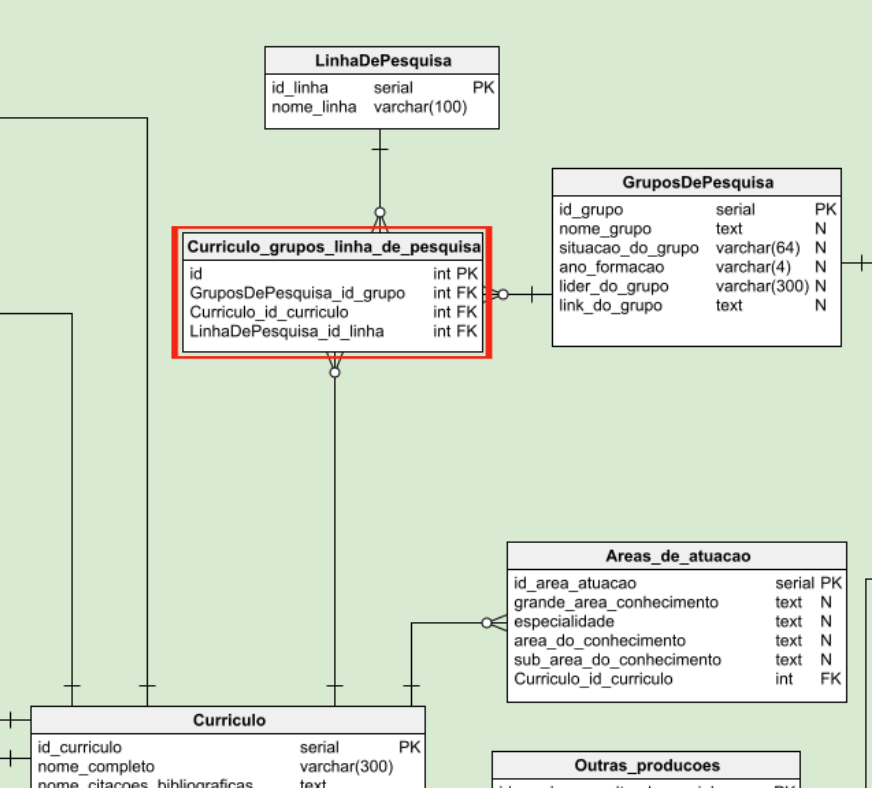 LinhaDePesquisa
id_linha serial PK
nome_linha varchar(100)
GruposDePesquisa
id_grupo serial PK
nome_grupo text N
situacao_do_grupo varchar(64) N
ano_formacao varchar(4) N
lider_do_grupo varchar(300) N
link_do_grupo text N
Curriculo_grupos_linha_de_pesquisa
id int PK
GruposDePesquisa_id_grupo int FK
Curriculo_id_curriculo int FK
LinhaDePesquisa_id_linha int FK
Areas_de_atuacao
id_area_atuacao serial PK
grande_area_conhecimento text N
especialidade text N
area_do_conhecimento text N
sub_area_do_conhecimento text N
Curriculo_id_curriculo int FK
Curriculo
id_curriculo serial PK
nome_completo varchar(300)
nome_citacoes_bibliograficas text
Outras_producoes